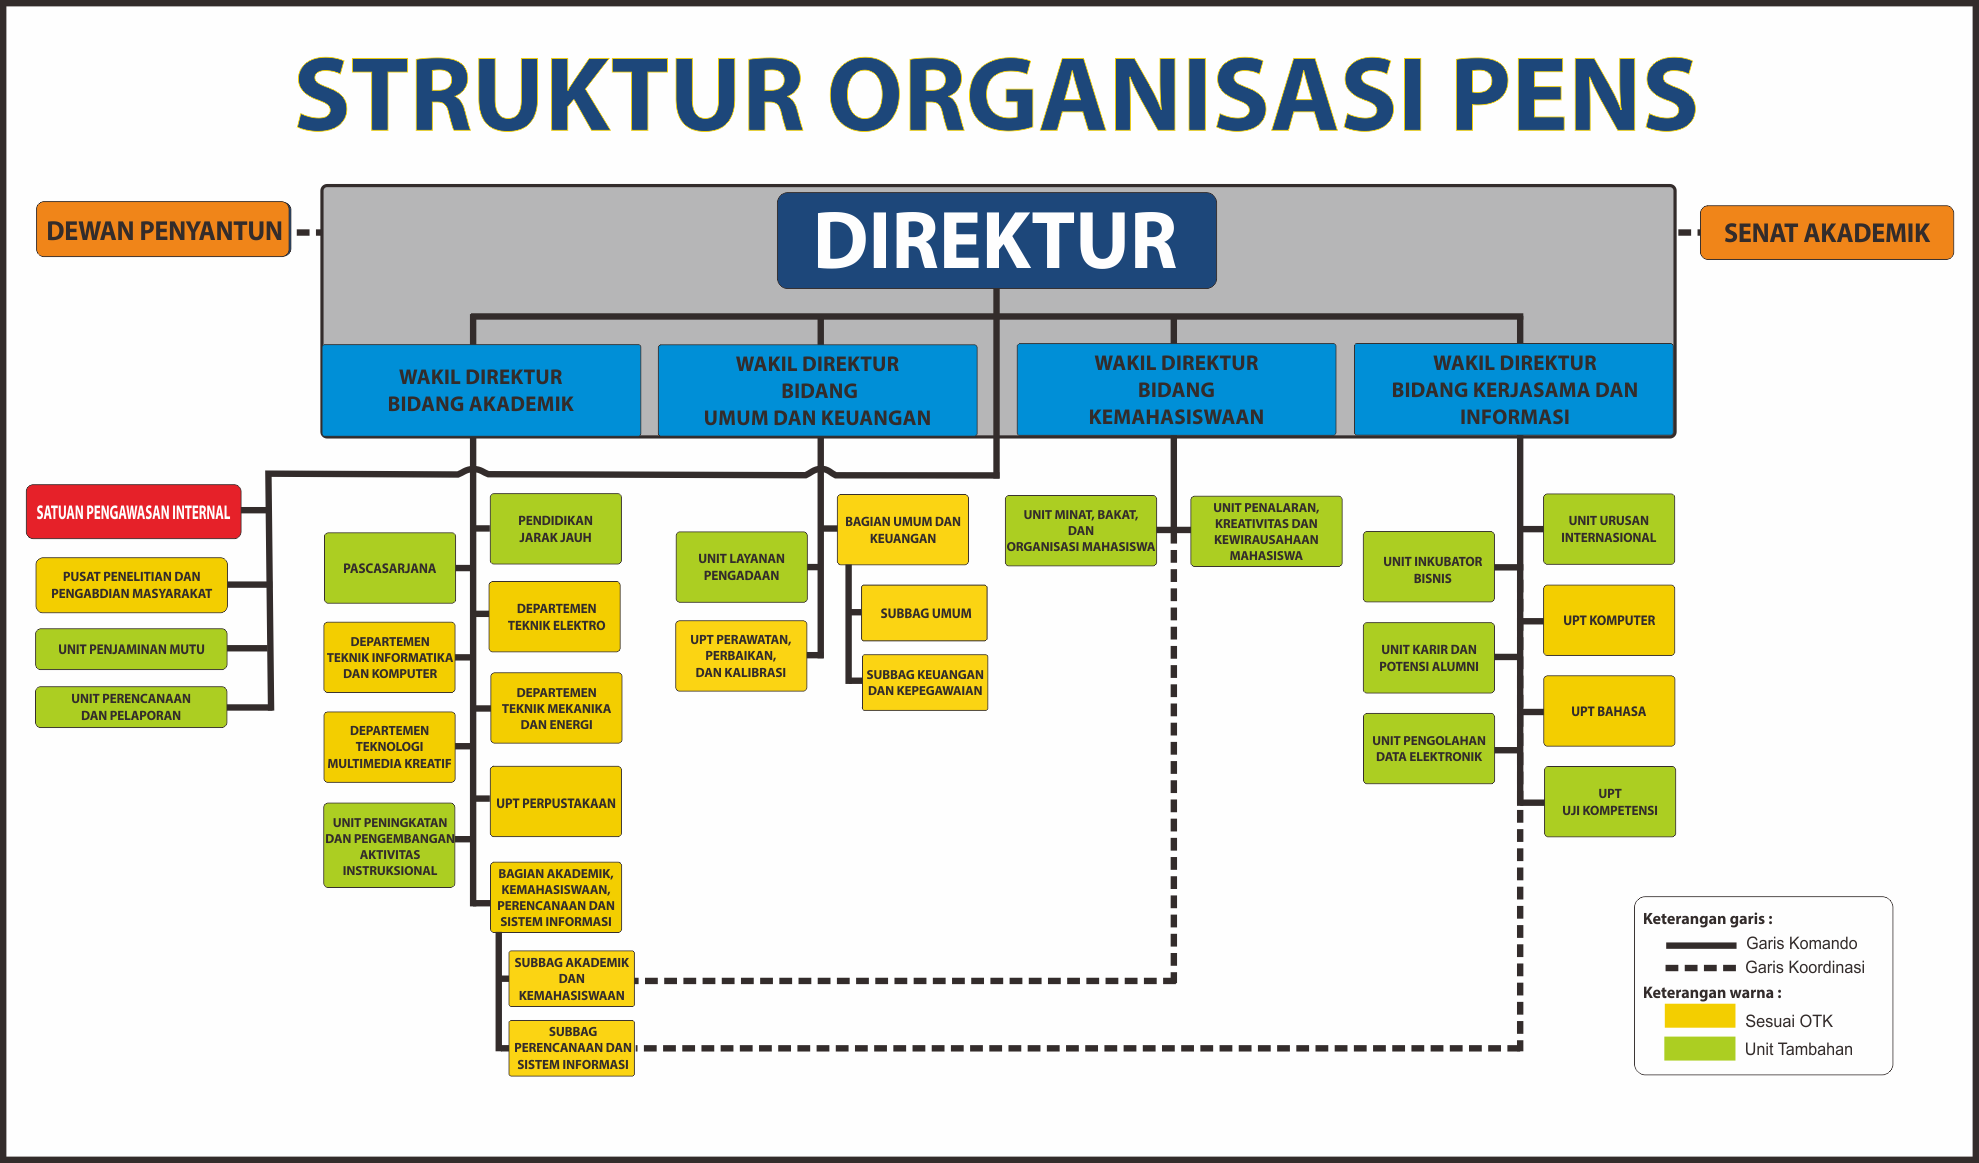 STRUKTUR ORGANISASI PENS
DEWAN PENYANTUN
DIREKTUR
SENAT AKADEMIK
WAKIL DIREKTUR
BIDANG AKADEMIK
WAKIL DIREKTUR
BIDANG
UMUM DAN KEUANGAN
WAKIL DIREKTUR
BIDANG
KEMAHASISWAAN
WAKIL DIREKTUR
BIDANG KERJASAMA DAN
INFORMASI
SATUAN PENGAWASAN INTERNAL
PUSAT PENELITIAN DAN
PENGABDIAN MASYARAKAT
UNIT PENJAMINAN MUTU
UNIT PERENCANAAN
DAN PELAPORAN
PENDIDIKAN
JARAK JAUH
PASCASARJANA
DEPARTEMEN
TEKNIK ELEKTRO
DEPARTEMEN
TEKNIK INFORMATIKA
DAN KOMPUTER
DEPARTEMEN
TEKNIK MEKANIKA
DAN ENERGI
DEPARTEMEN
TEKNOLOGI
MULTIMEDIA KREATIF
UPT PERPUSTAKAAN
UNIT PENINGKATAN
DAN PENGEMBANGAN
AKTIVITAS
INSTRUKSIONAL
BAGIAN AKADEMIK,
KEMAHASISWAAN,
PERENCANAAN DAN
SISTEM INFORMASI
SUBBAG AKADEMIK
DAN
KEMAHASISWAAN
SUBBAG
PERENCANAAN DAN
SISTEM INFORMASI
BAGIAN UMUM DAN
KEUANGAN
UNIT LAYANAN
PENGADAAN
SUBBAG UMUM
UPT PERAWATAN,
PERBAIKAN,
DAN KALIBRASI
SUBBAG KEUANGAN
DAN KEPEGAWAIAN
UNIT MINAT, BAKAT,
DAN
ORGANISASI MAHASISWA
UNIT PENALARAN,
KREATIVITAS DAN
KEWIRAUSAHAAN
MAHASISWA
UNIT URUSAN
INTERNASIONAL
UNIT INKUBATOR
BISNIS
UPT KOMPUTER
UNIT KARIR DAN
POTENSI ALUMNI
UPT BAHASA
UNIT PENGOLAHAN
DATA ELEKTRONIK
UPT
UJI KOMPETENSI
Keterangan garis :
Garis Komando
Garis Koordinasi
Keterangan warna :
Sesuai OTK
Unit Tambahan